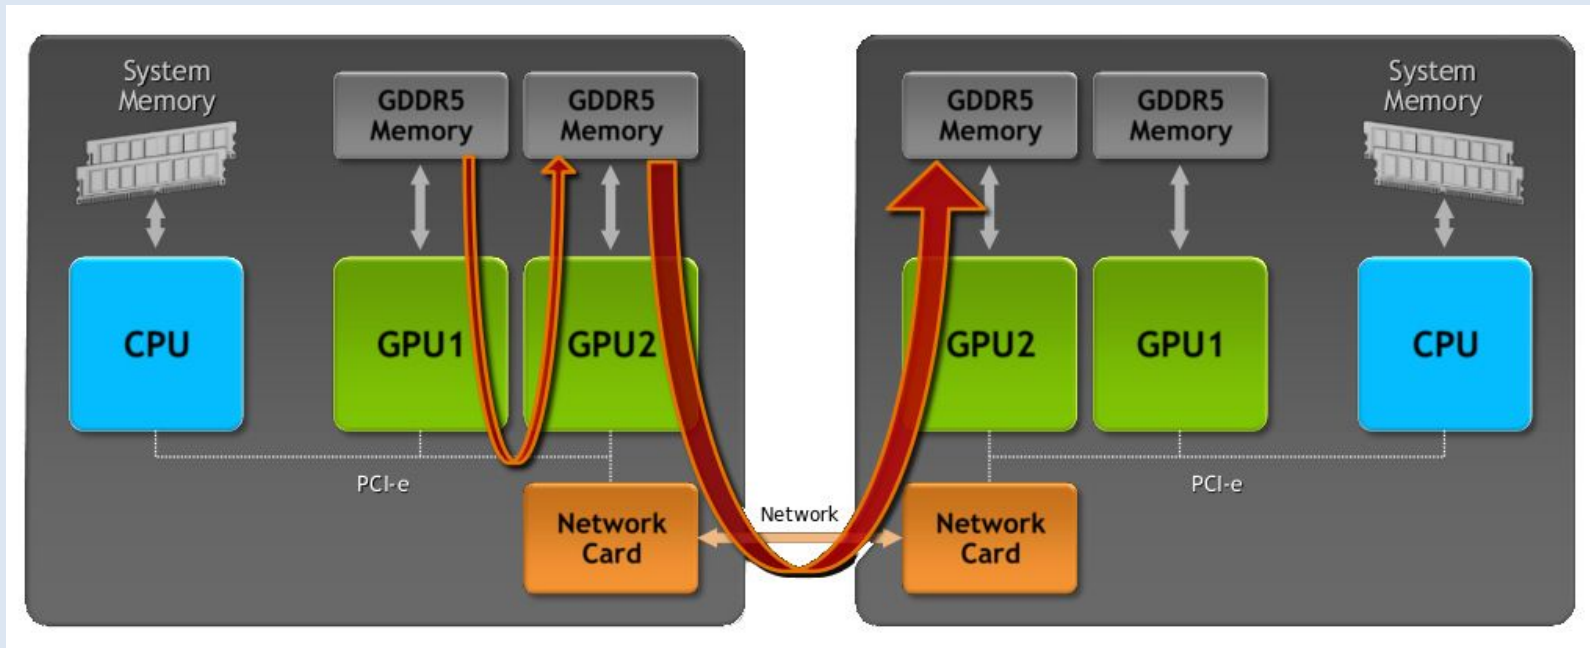 System
Memory
GDDR5
Memory
GDDR5
Memory
CPU
GPU1
GPU2
PCI-e
Network
Card
Network
GDDR5
Memory
GDDR5
Memory
System
Memory
GPU2
GPU1
CPU
PCI-e
Network
Card